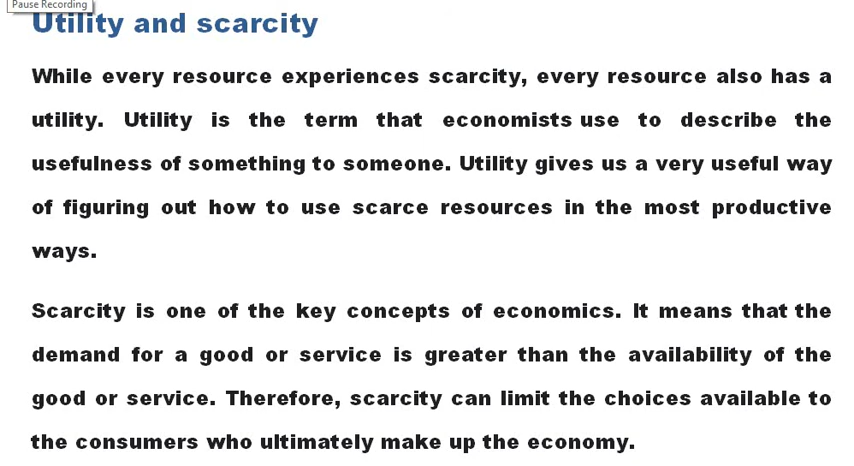 Pause Recording
Utility and scarcity
While every resource experiences scarcity, every resource also has a
utility. Utility is the term that economists use to describe the
usefulness of something to someone. Utility gives us a very useful way
of figuring out how to use scarce resources in the most productive
ways.
Scarcity is one of the key concepts of economics. It means that the
demand for a good or service is greater than the availability of the
good or service. Therefore, scarcity can limit the choices available to
the consumers who ultimately make up the economy.